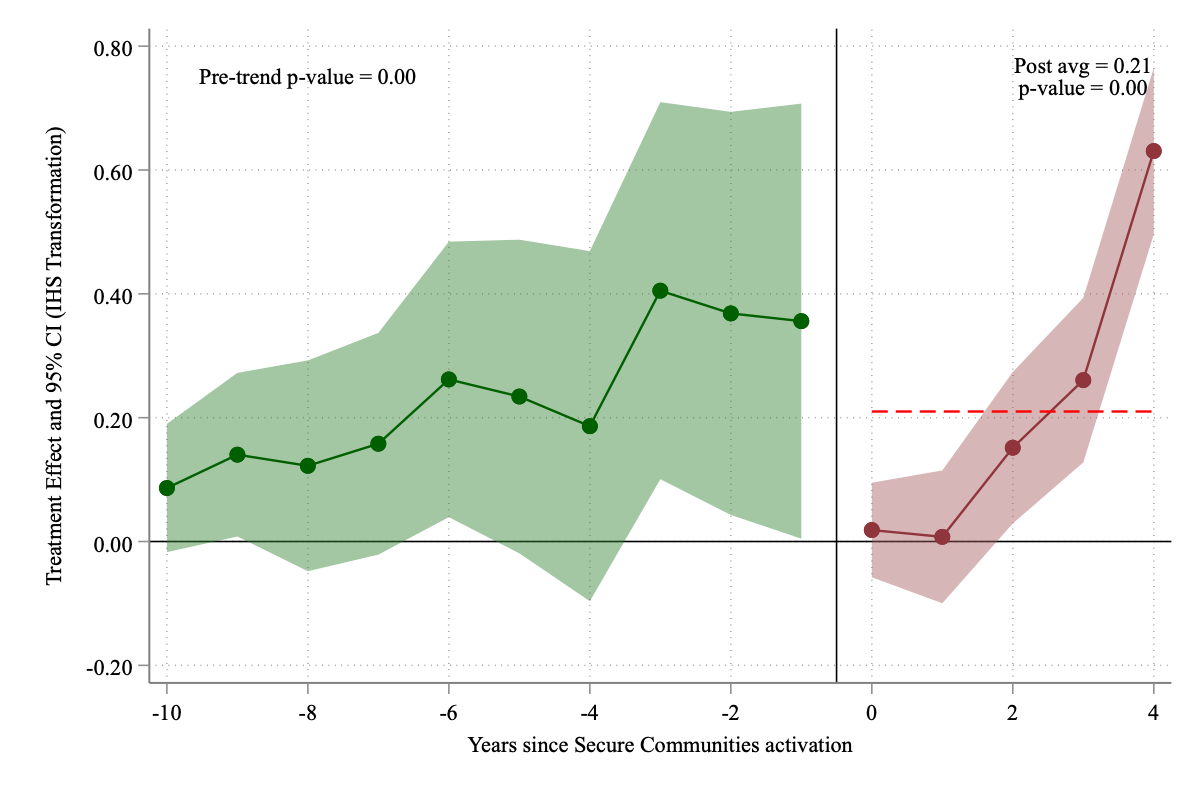 Pre-trend p-value = 0.00
Post avg = 0.21
p-value = 0.00
Treatment Effect and 95% CI (IHS Transformation)
0.80
0.60
0.40
0.20
0.00
-0.20
-10 -8 -6 -4 -2 0 2 4
Years since Secure Communities activation